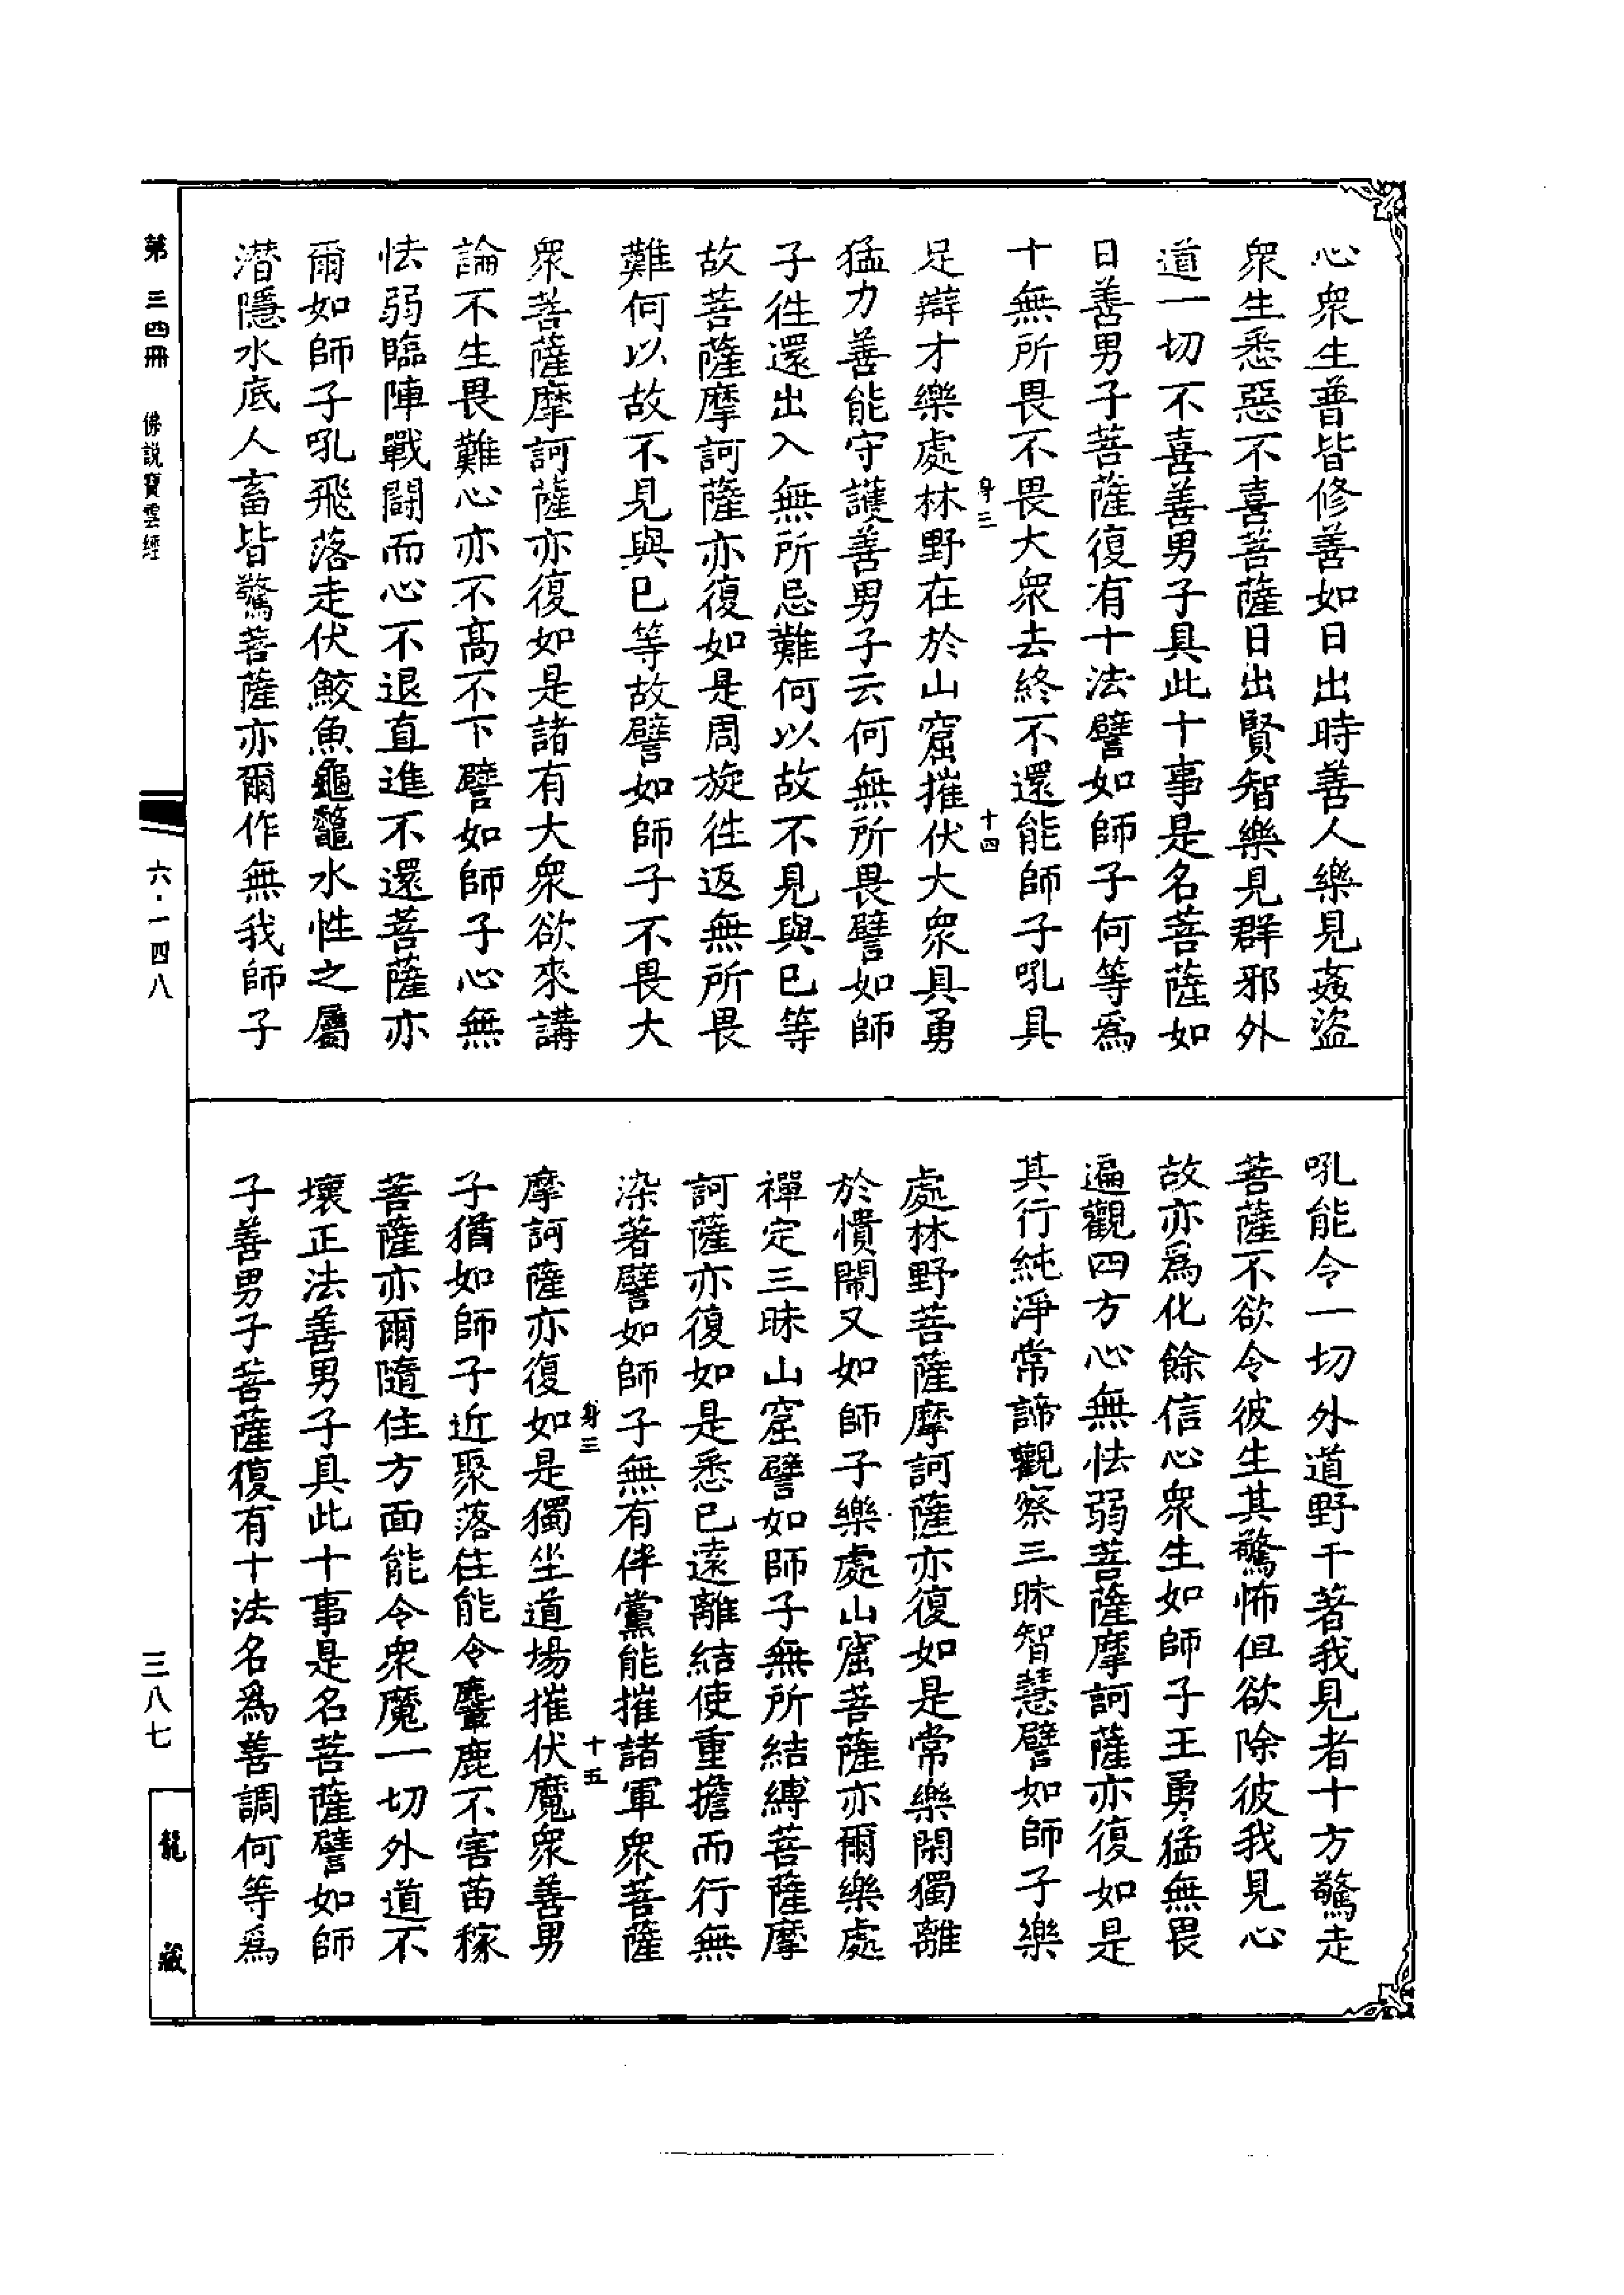 心衆生普皆修善如日出時善人樂見姦盜
衆生悉惡不喜菩薩日出賢智樂見群邪外
道一切不喜善男子具此十事是名菩薩如
日善男子菩薩復有十法譬如師子何等爲
十無所畏不畏大衆去終不還能師子吼具
身三 十四
足辯才樂處林野在於山窟摧伏大衆具勇
猛力善能守護善男子云何無所畏譬如師
子往還出入無所忌難何以故不見與已等
故菩薩摩訶薩亦復如是周旋往返無所畏
難何以故不見與已等故譬如師子不畏大
衆菩薩摩訶薩亦復如是諸有大衆欲來講
論不生畏難心亦不高不下譬如師子心無
怯弱臨陣戰鬪而心不退直進不還菩薩亦
爾如師子吼飛落走伏鮫魚龜鼉水性之屬
潛隱水底人畜皆驚菩薩亦爾作無我師子
吼能令一切外道野干著我見者十方驚走
菩薩不欲令彼生其驚怖但欲除彼我見心
故亦爲化餘信心衆生如師子王勇猛無畏
遍觀四方心無怯弱菩薩摩訶薩亦復如是
其行純淨常諦觀察三昧智慧譬如師子樂
處林野菩薩摩訶薩亦復如是常樂閑獨離
於憒閙又如師子樂處山窟菩薩亦爾樂處
禪定三昧山窟譬如師子無所結縛菩薩摩
訶薩亦復如是悉已遠離結使重擔而行無
染著譬如師子無有伴黨能摧諸軍衆菩薩
身三 十五
摩訶薩亦復如是獨坐道場摧伏魔衆善男
子猶如師子近聚落住能令麞鹿不害苗稼
菩薩亦爾隨住方面能令衆魔一切外道不
壞正法善男子具此十事是名菩薩譬如師
子善男子菩薩復有十法名爲善調何等爲
第三四冊 佛説寶雲經 六·一四八 三八七 龍藏